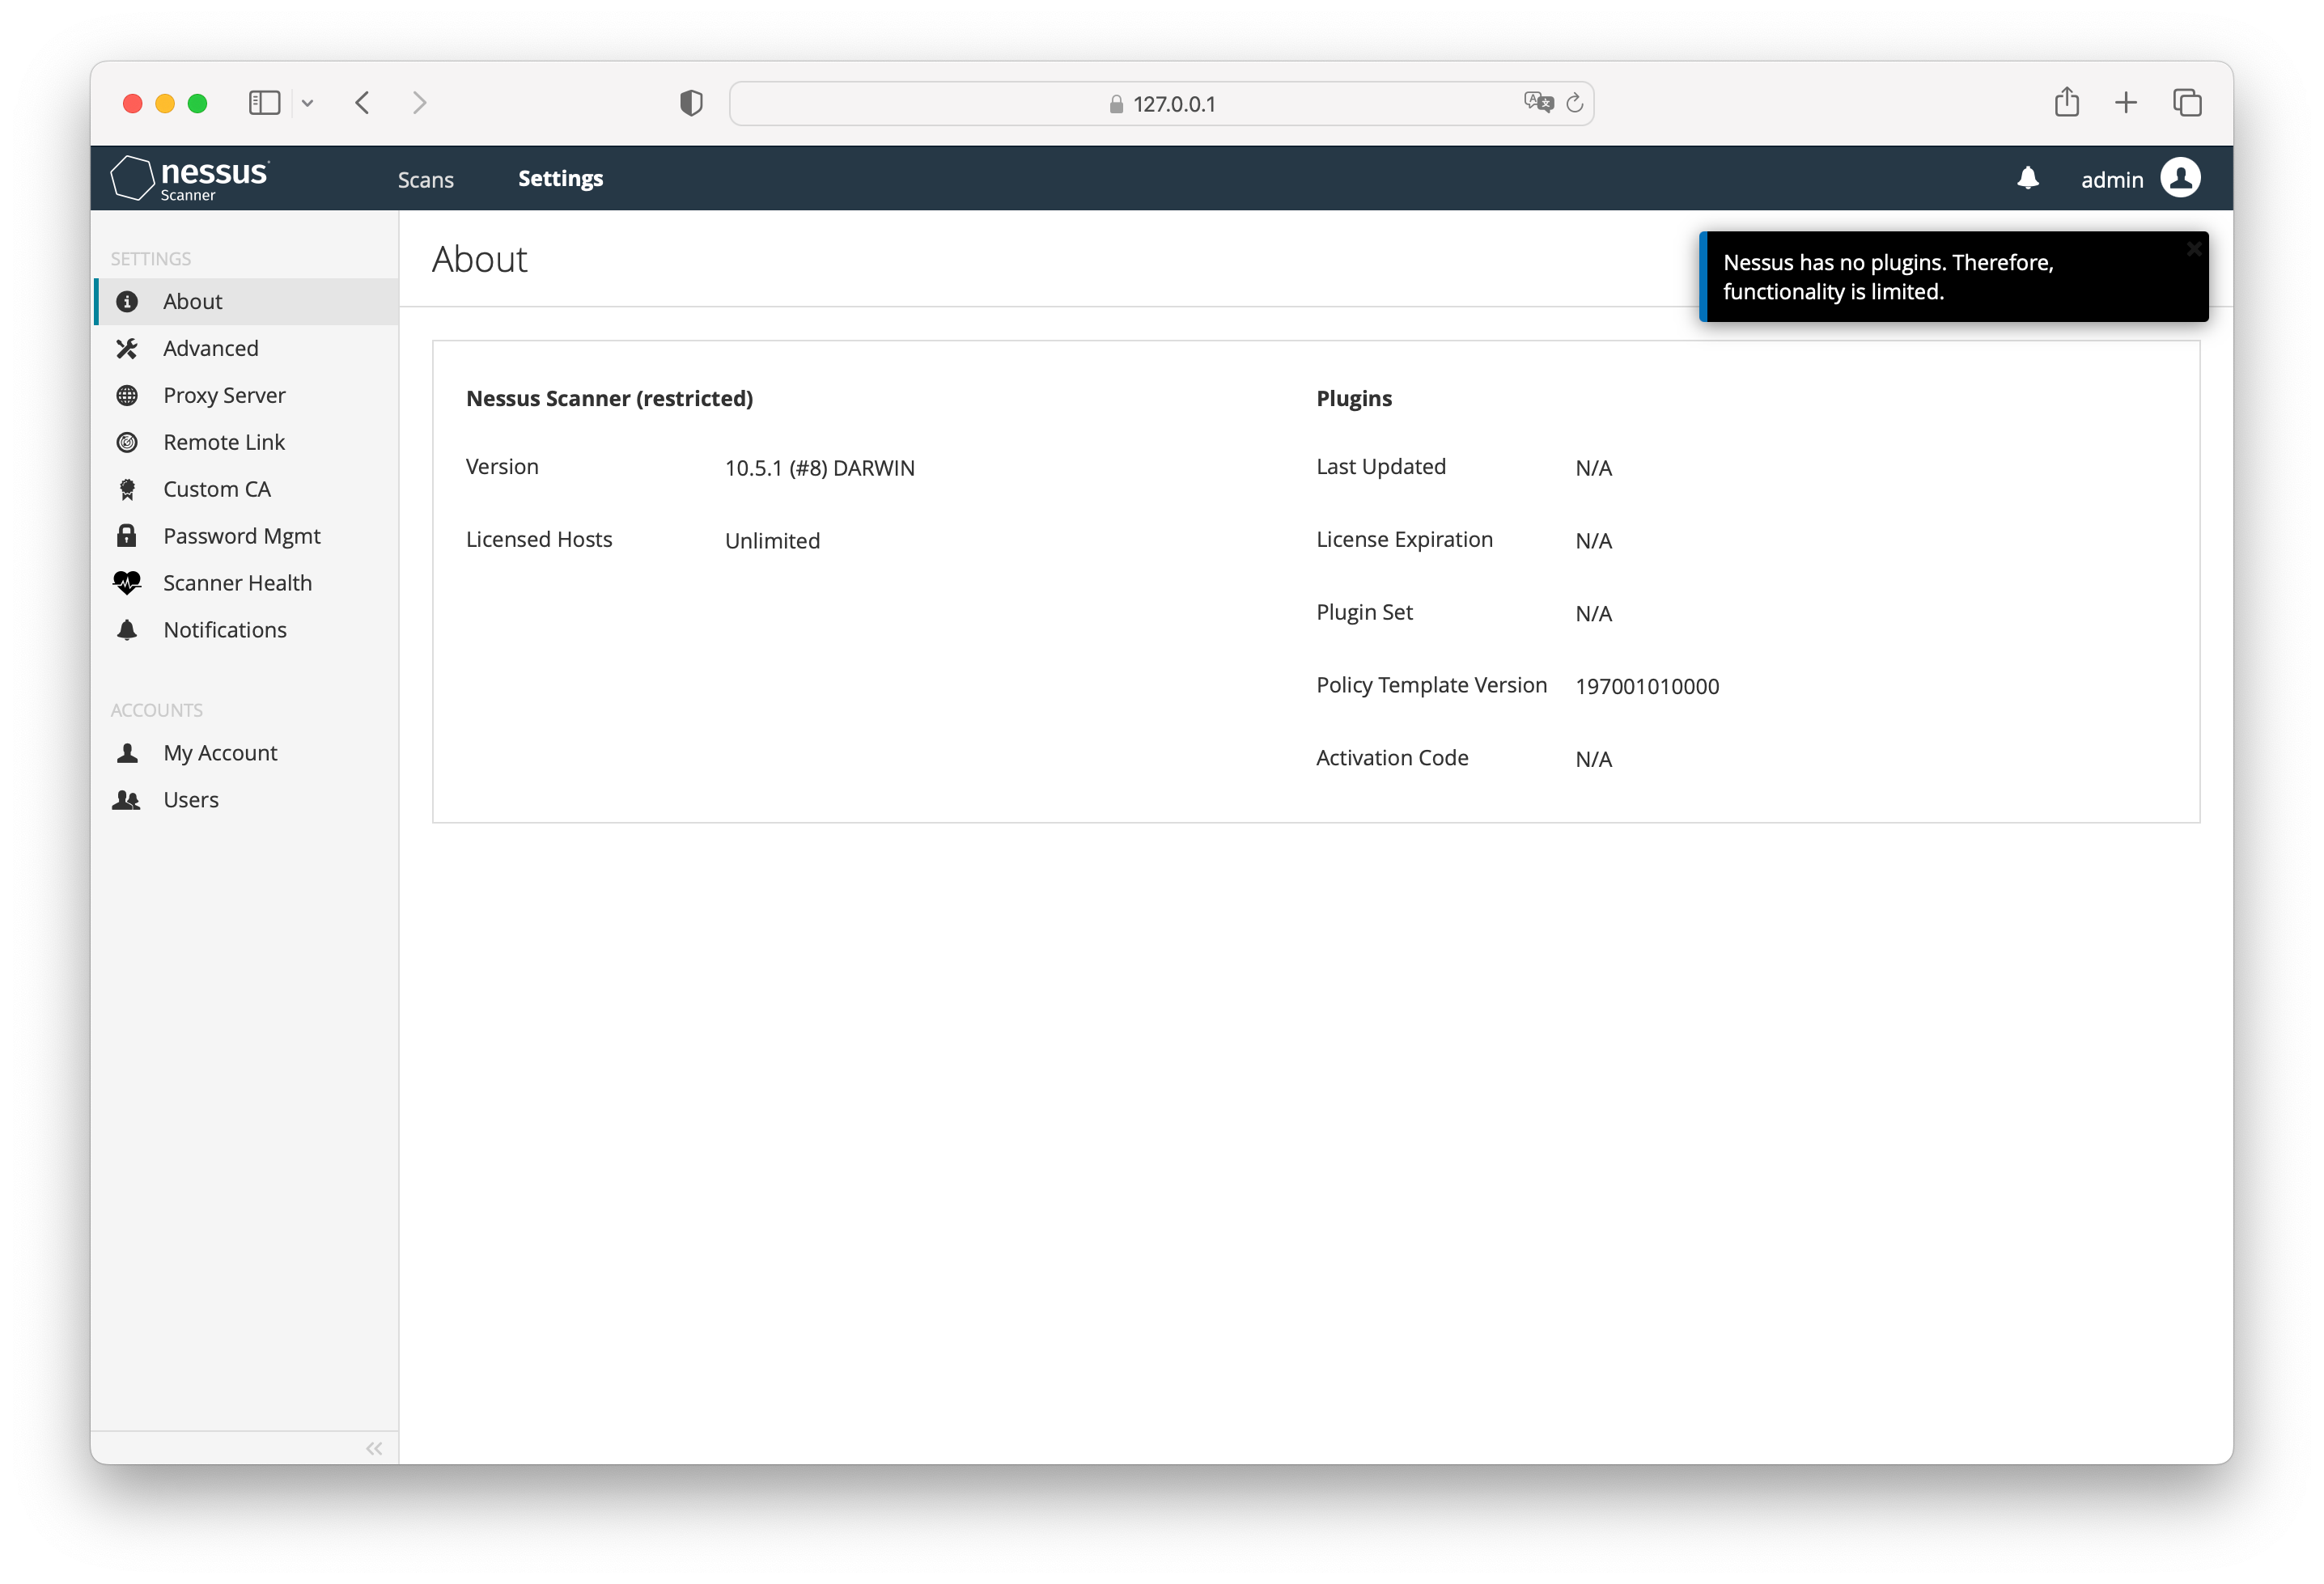 127.0.0.1
nessus
Scanner
Scans
Settings
admin
SETTINGS
About
Advanced
Proxy Server
Remote Link
Custom CA
Password Mgmt
Scanner Health
Notifications
ACCOUNTS
My Account
Users
About
Nessus has no plugins. Therefore,
functionality is limited.
Nessus Scanner (restricted)
Version 10.5.1 (#8) DARWIN
Licensed Hosts Unlimited
Plugins
Last Updated N/A
License Expiration N/A
Plugin Set N/A
Policy Template Version 197001010000
Activation Code N/A